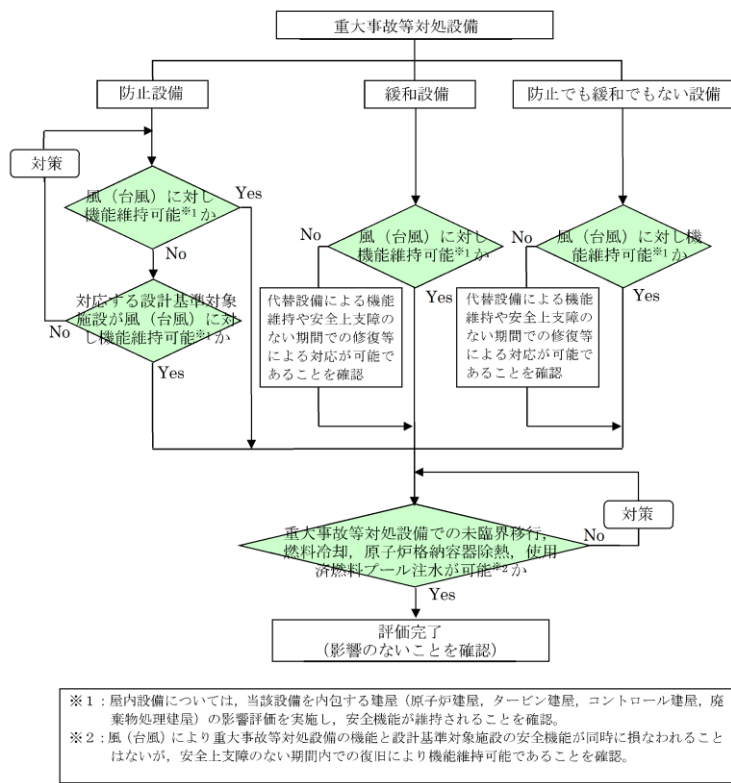 重大事故等対処設備
防止設備
緩和設備
防止でも緩和でもない設備
対策
風（台風）に対し
機能維持可能※1か
Yes
No
対応する設計基準対象
施設が風（台風）に対
し機能維持可能※1か
No
Yes
風（台風）に対し
機能維持可能※1か
No
Yes
代替設備による機能
維持や安全上支障の
ない期間での修復等
による対応が可能で
あることを確認
風（台風）に対し機
能維持可能※1か
No
Yes
代替設備による機能
維持や安全上支障の
ない期間での修復等
による対応が可能で
あることを確認
対策
重大事故等対処設備での未臨界移行，
燃料冷却，原子炉格納容器除熱，使用
済燃料プール注水が可能※2か
No
Yes
評価完了
（影響のないことを確認）
※１：屋内設備については，当該設備を内包する建屋（原子炉建屋，タービン建屋，コントロール建屋，廃
棄物処理建屋）の影響評価を実施し，安全機能が維持されることを確認。
※２：風（台風）により重大事故等対処設備の機能と設計基準対象施設の安全機能が同時に損なわれること
はないが，安全上支障のない期間内での復旧により機能維持可能であることを確認。